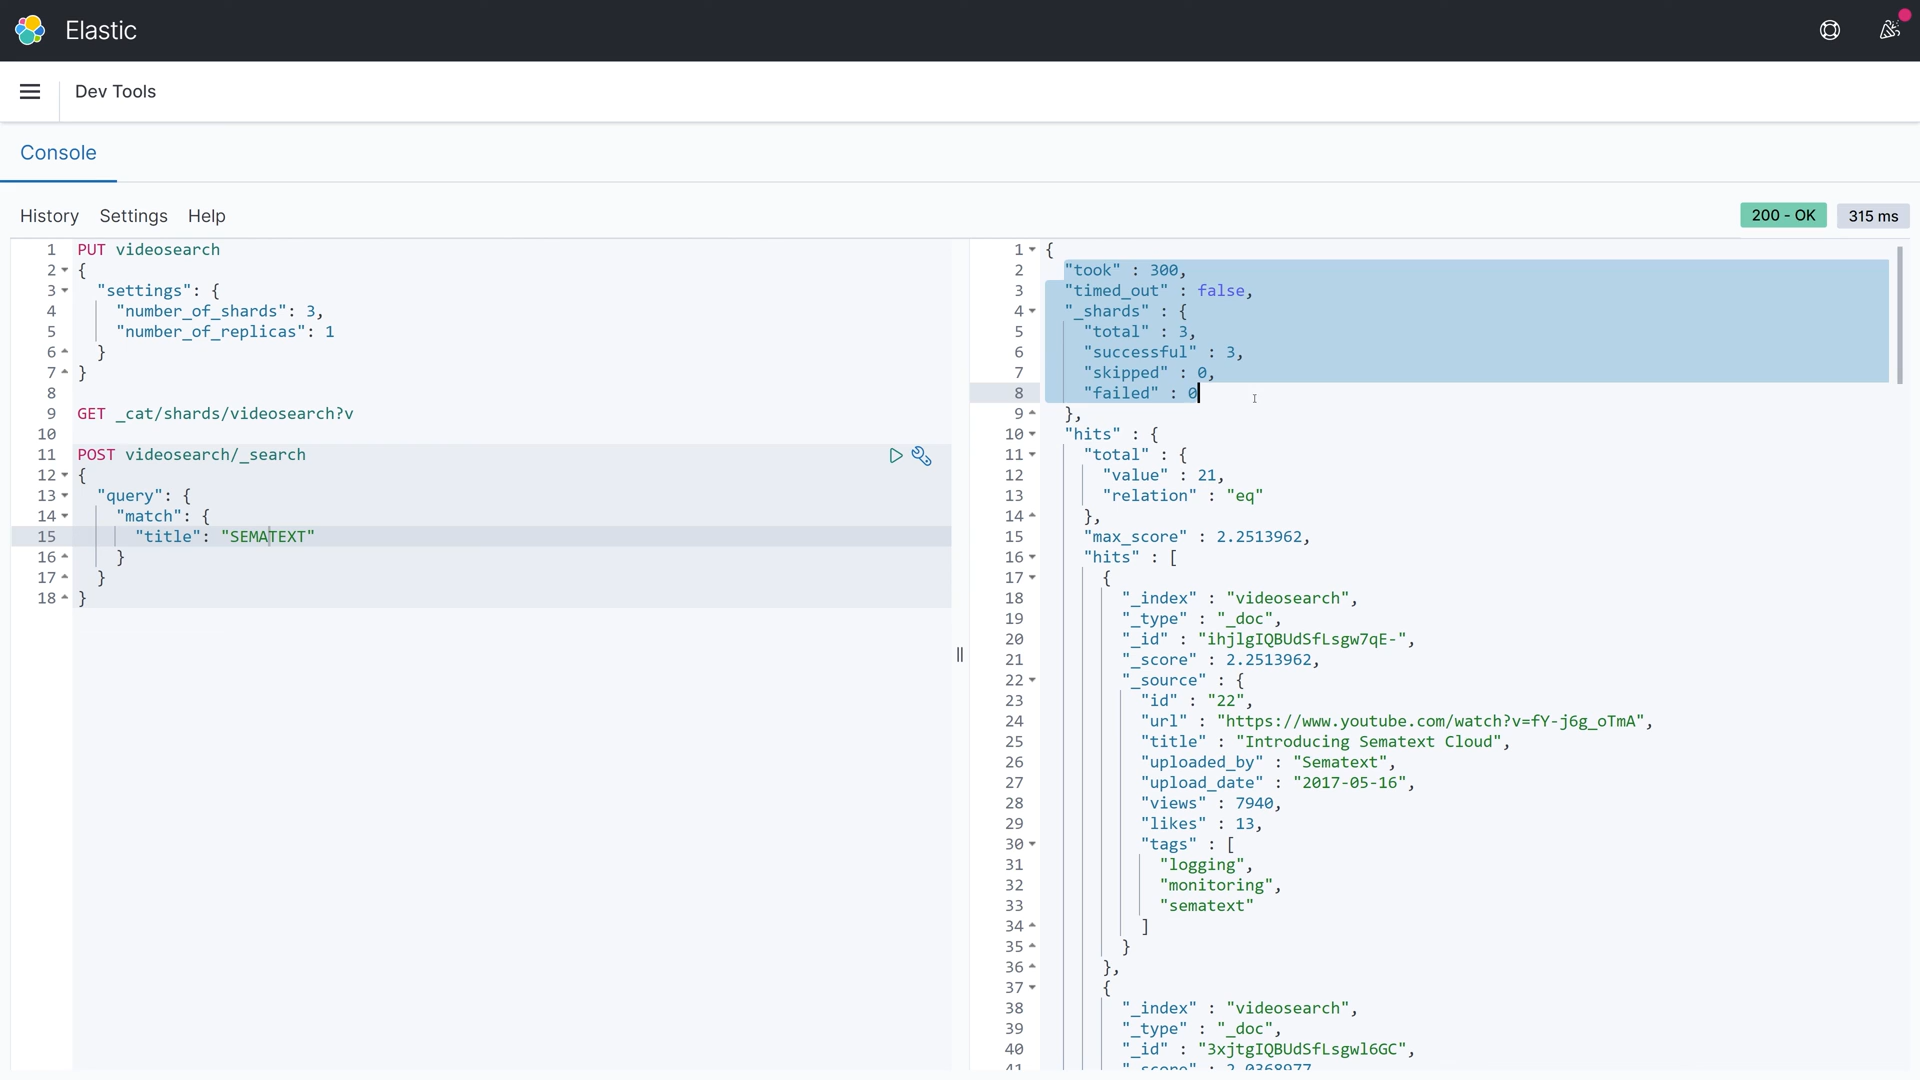 Elastic
Dev Tools
Console
History Settings Help
200 - OK 315 ms
1 PUT videosearch
2 {
3 "settings": {
4 "number_of_shards": 3,
5 "number_of_replicas": 1
6 }
7 }
8
9 GET _cat/shards/videosearch?v
10
11 POST videosearch/_search
12 {
13 "query": {
14 "match": {
15 "title": "SEMATEXT"
16 }
17 }
18 }
1 {
2 "took" : 300,
3 "timed_out" : false,
4 "_shards" : {
5 "total" : 3,
6 "successful" : 3,
7 "skipped" : 0,
8 "failed" : 0
9 },
10 "hits" : {
11 "total" : {
12 "value" : 21,
13 "relation" : "eq"
14 },
15 "max_score" : 2.2513962,
16 "hits" : [
17 {
18 "_index" : "videosearch",
19 "_type" : "_doc",
20 "_id" : "ihjlgIQBUdSfLsgw7qE-",
21 "_score" : 2.2513962,
22 "_source" : {
23 "id" : "22",
24 "url" : "https://www.youtube.com/watch?v=fY-j6g_oTmA",
25 "title" : "Introducing Sematext Cloud",
26 "uploaded_by" : "Sematext",
27 "upload_date" : "2017-05-16",
28 "views" : 7940,
29 "likes" : 13,
30 "tags" : [
31 "logging",
32 "monitoring",
33 "sematext"
34 ]
35 }
36 },
37 {
38 "_index" : "videosearch",
39 "_type" : "_doc",
40 "_id" : "3xjtgIQBUdSfLsgwl6GC",
41 "_score" : 2.0368977